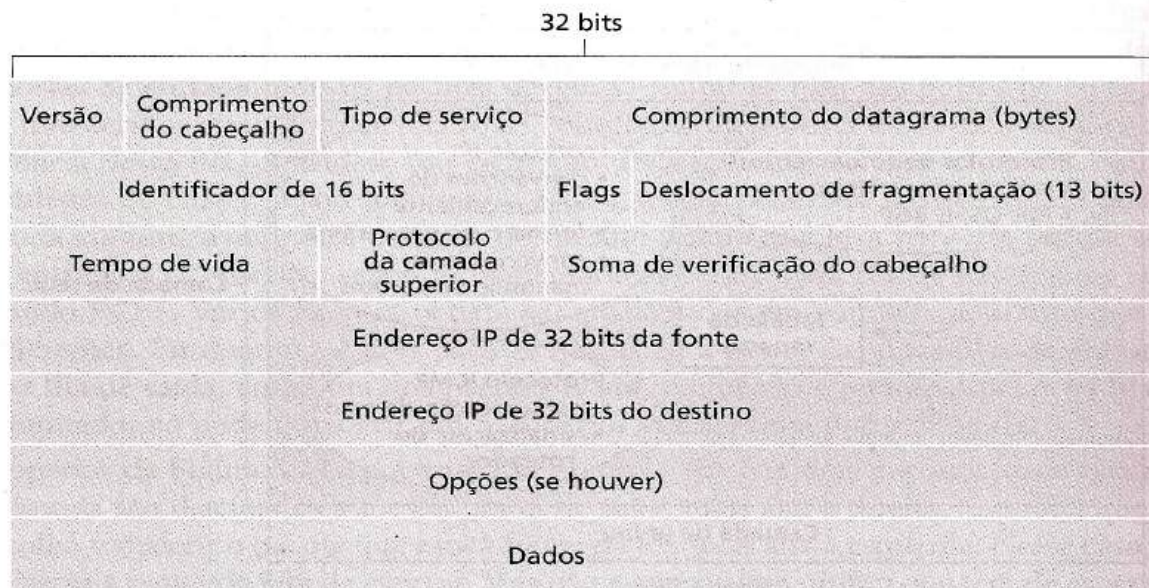 32 bits
Versão
Comprimento
do cabeçalho
Tipo de serviço
Comprimento do datagrama (bytes)
Identificador de 16 bits
Flags
Deslocamento de fragmentação (13 bits)
Tempo de vida
Protocolo
da camada
superior
Soma de verificação do cabeçalho
Endereço IP de 32 bits da fonte
Endereço IP de 32 bits do destino
Opções (se houver)
Dados